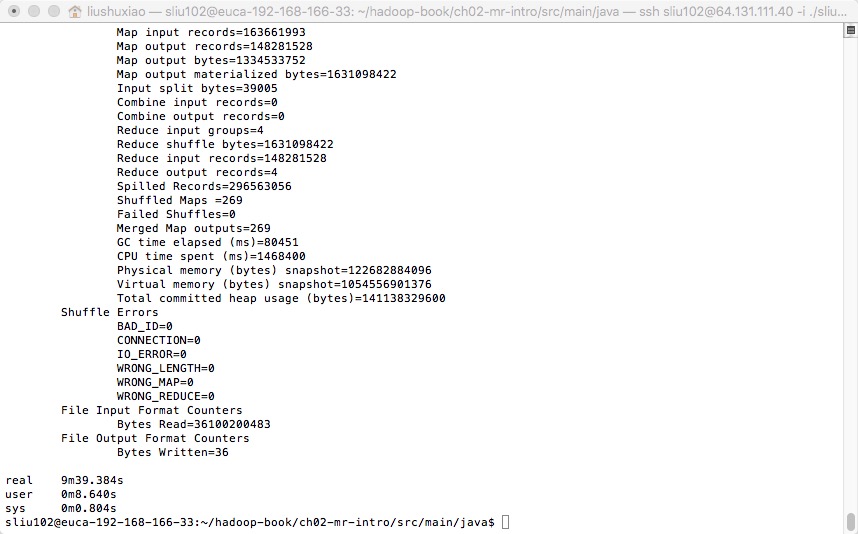 liushuxiao — sliu102@euca-192-168-166-33: ~/hadoop-book/ch02-mr-intro/src/main/java — ssh sliu102@64.131.111.40 -i ./sliu...
Map input records=163661993
Map output records=148281528
Map output bytes=1334533752
Map output materialized bytes=1631098422
Input split bytes=39005
Combine input records=0
Combine output records=0
Reduce input groups=4
Reduce shuffle bytes=1631098422
Reduce input records=148281528
Reduce output records=4
Spilled Records=296563056
Shuffled Maps =269
Failed Shuffles=0
Merged Map outputs=269
GC time elapsed (ms)=80451
CPU time spent (ms)=1468400
Physical memory (bytes) snapshot=122682884096
Virtual memory (bytes) snapshot=1054556901376
Total committed heap usage (bytes)=141138329600
Shuffle Errors
BAD_ID=0
CONNECTION=0
IO_ERROR=0
WRONG_LENGTH=0
WRONG_MAP=0
WRONG_REDUCE=0
File Input Format Counters
Bytes Read=36100200483
File Output Format Counters
Bytes Written=36
real 9m39.384s
user 0m8.640s
sys 0m0.804s
sliu102@euca-192-168-166-33:~/hadoop-book/ch02-mr-intro/src/main/java$